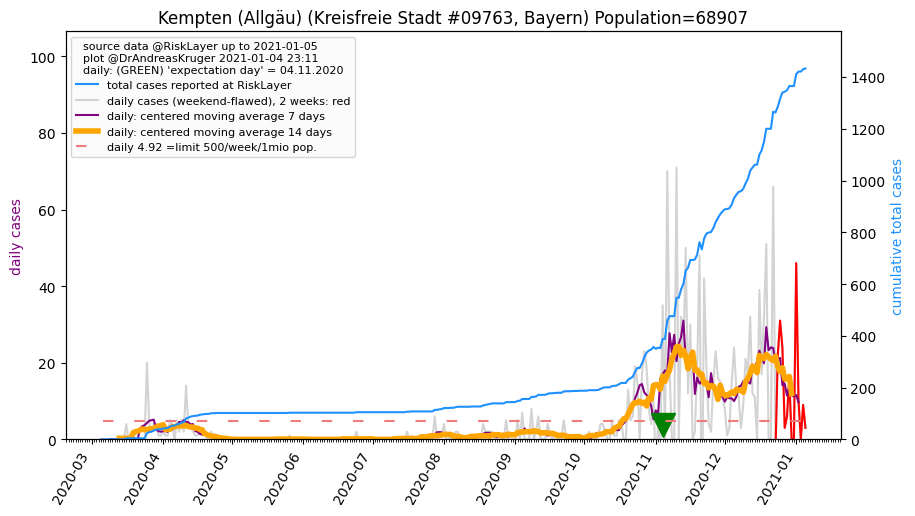 Kempten (Allgäu) (Kreisfreie Stadt #09763, Bayern) Population=68907
source data @RiskLayer up to 2021-01-05
plot @DrAndreasKruger 2021-01-04 23:11
daily: (GREEN) 'expectation day' = 04.11.2020
total cases reported at RiskLayer
daily cases (weekend-flawed), 2 weeks: red
daily: centered moving average 7 days
daily: centered moving average 14 days
daily 4.92 =limit 500/week/1mio pop.
daily cases
100
80
60
40
20
0
cumulative total cases
1400
1200
1000
800
600
400
200
0
2020-03
2020-04
2020-05
2020-06
2020-07
2020-08
2020-09
2020-10
2020-11
2020-12
2021-01